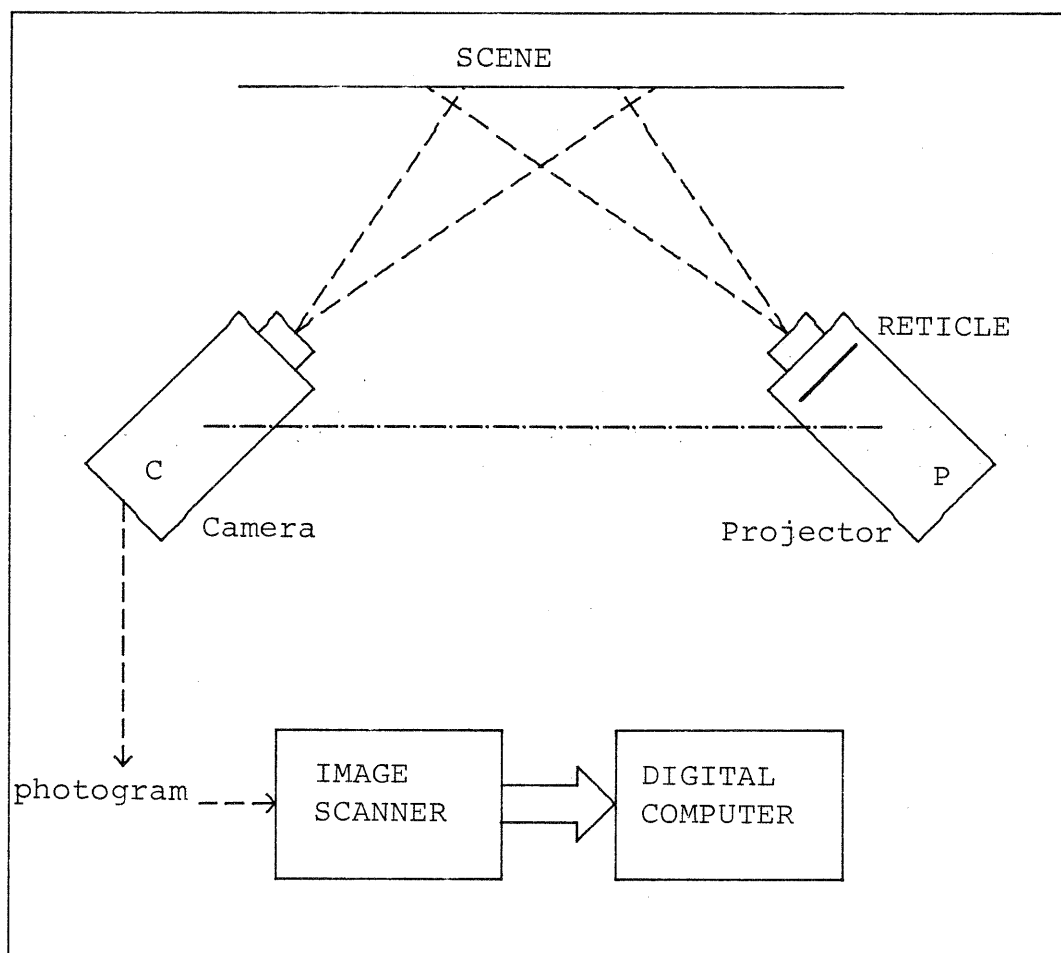 SCENE
RETICLE
C
P
Camera
Projector
photogram
IMAGE
SCANNER
DIGITAL
COMPUTER